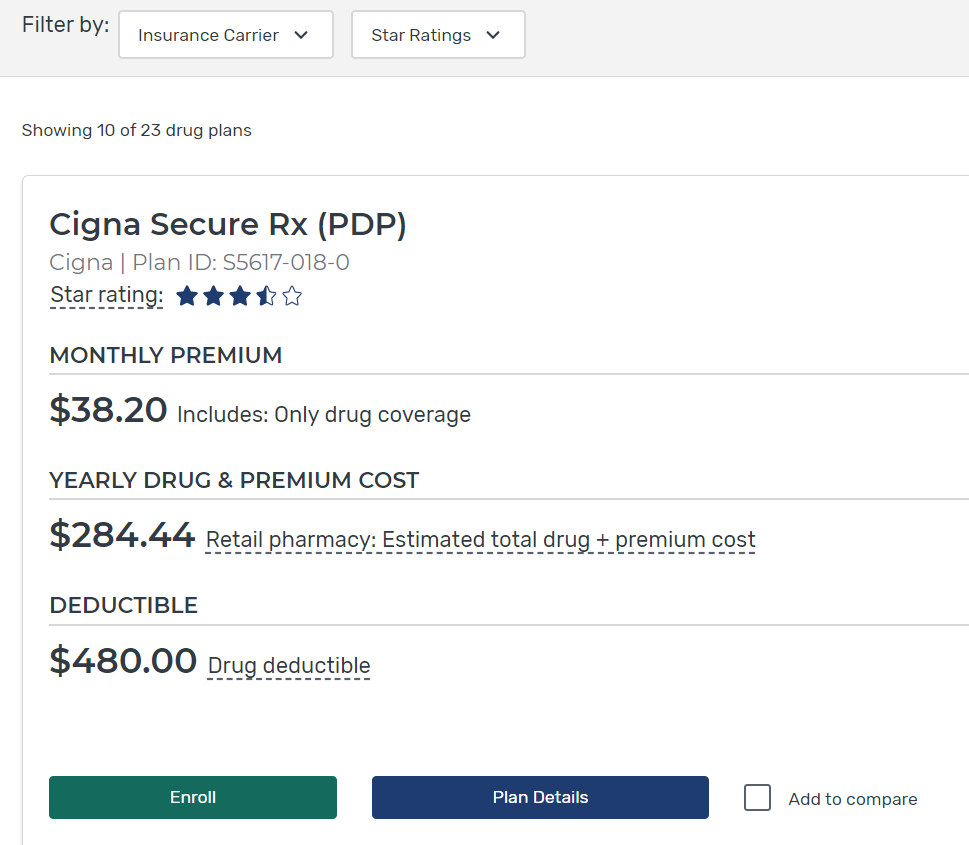 Filter by: Insurance Carrier Star Ratings
Showing 10 of 23 drug plans
Cigna Secure Rx (PDP)
Cigna | Plan ID: S5617-018-0
Star rating:
MONTHLY PREMIUM
$38.20 Includes: Only drug coverage
YEARLY DRUG & PREMIUM COST
$284.44 Retail pharmacy: Estimated total drug + premium cost
DEDUCTIBLE
$480.00 Drug deductible
Enroll Plan Details Add to compare